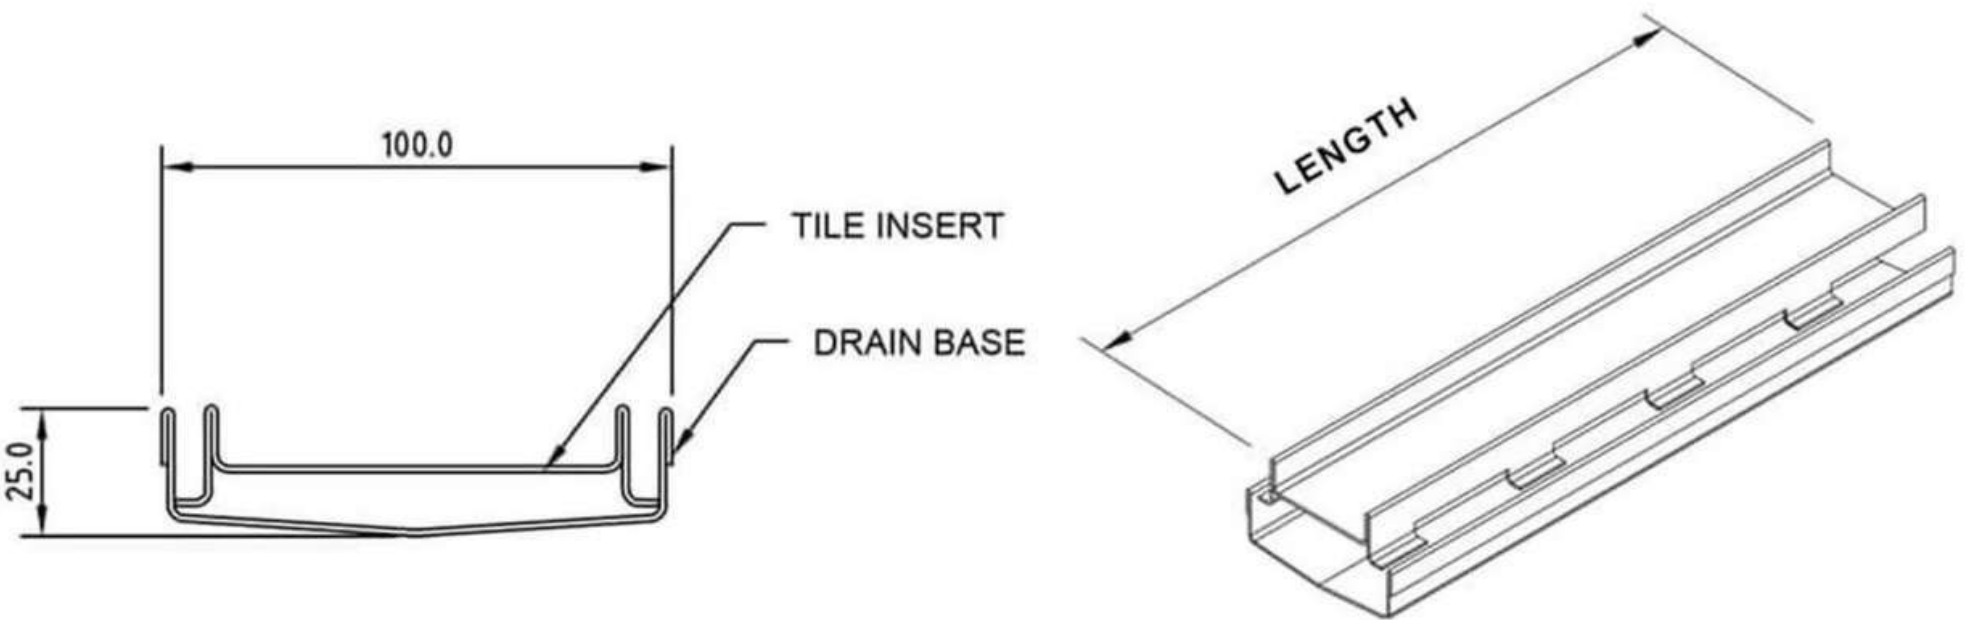 100.0
TILE INSERT
DRAIN BASE
25.0
LENGTH